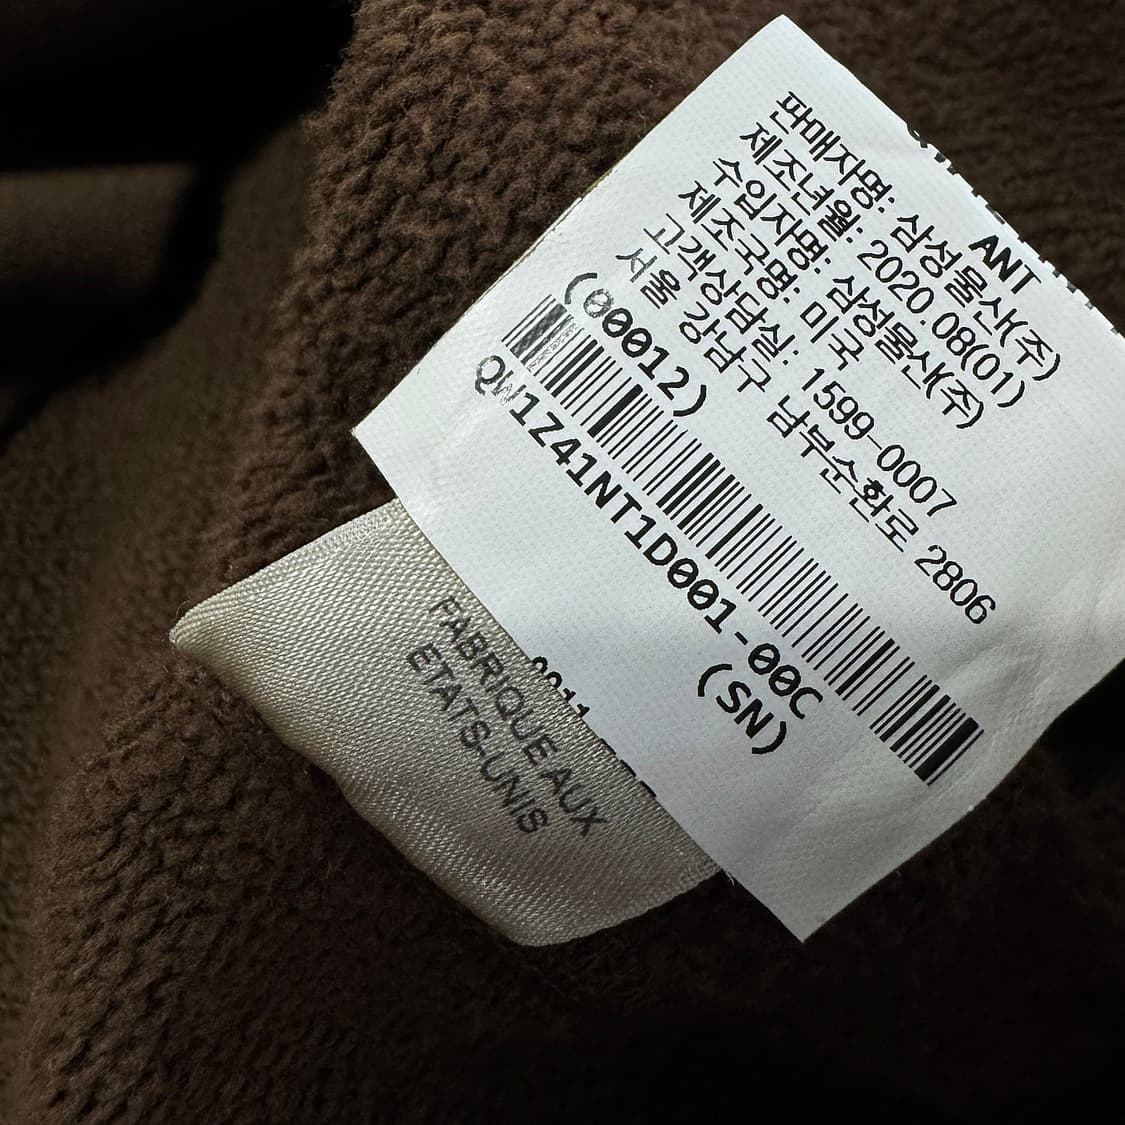 ANT
판매자명: 삼성물산(주)
제조년월: 2020.08(01)
수입자명: 삼성물산(주)
제조국명: 미국
고객상담실: 1599-0007
서울 강남구 남부순환로 2806
(00012)
QW1Z41NT1D001-00C
(SN)
FABRIQUE AUX
ETATS-UNIS